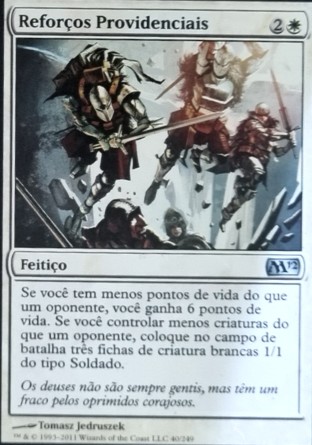 Reforços Providenciais 2
Feitiço M12
Se você tem menos pontos de vida do que
um oponente, você ganha 6 pontos de
vida. Se você controlar menos criaturas do
que um oponente, coloque no campo de
batalha três fichas de criatura brancas 1/1
do tipo Soldado.
Os deuses não são sempre gentis, mas têm um
fraco pelos oprimidos corajosos.
Tomasz Jedruszek
™ & © 1993–2011 Wizards of the Coast LLC 40/249